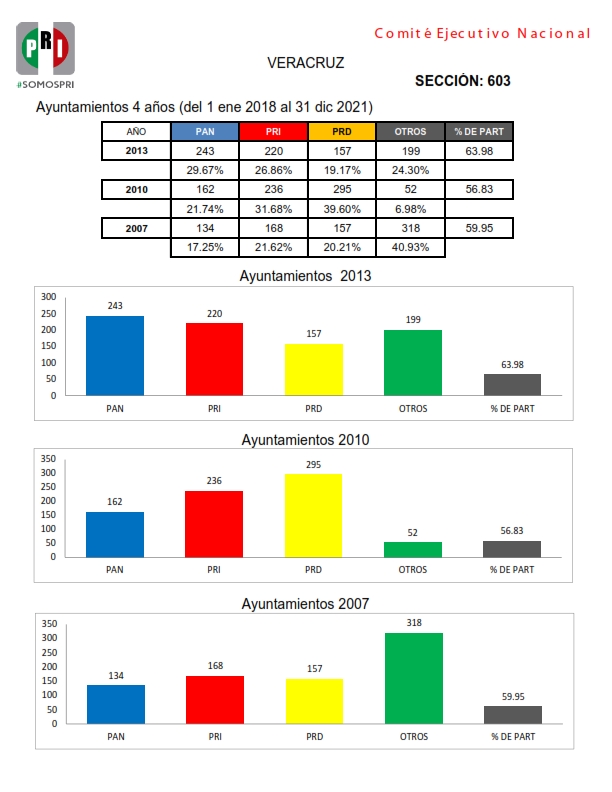 Comité Ejecutivo Nacional
PRI
#SOMOSPRI
VERACRUZ
SECCIÓN: 603
Ayuntamientos 4 años (del 1 ene 2018 al 31 dic 2021)
AÑO PAN PRI PRD OTROS % DE PART
2013 243 220 157 199 63.98
29.67% 26.86% 19.17% 24.30%
2010 162 236 295 52 56.83
21.74% 31.68% 39.60% 6.98%
2007 134 168 157 318 59.95
17.25% 21.62% 20.21% 40.93%
Ayuntamientos 2013
300
250
200
150
100
50
0
243 220 157 199 63.98
PAN PRI PRD OTROS % DE PART
Ayuntamientos 2010
350
300
250
200
150
100
50
0
162 236 295 52 56.83
PAN PRI PRD OTROS % DE PART
Ayuntamientos 2007
350
300
250
200
150
100
50
0
134 168 157 318 59.95
PAN PRI PRD OTROS % DE PART